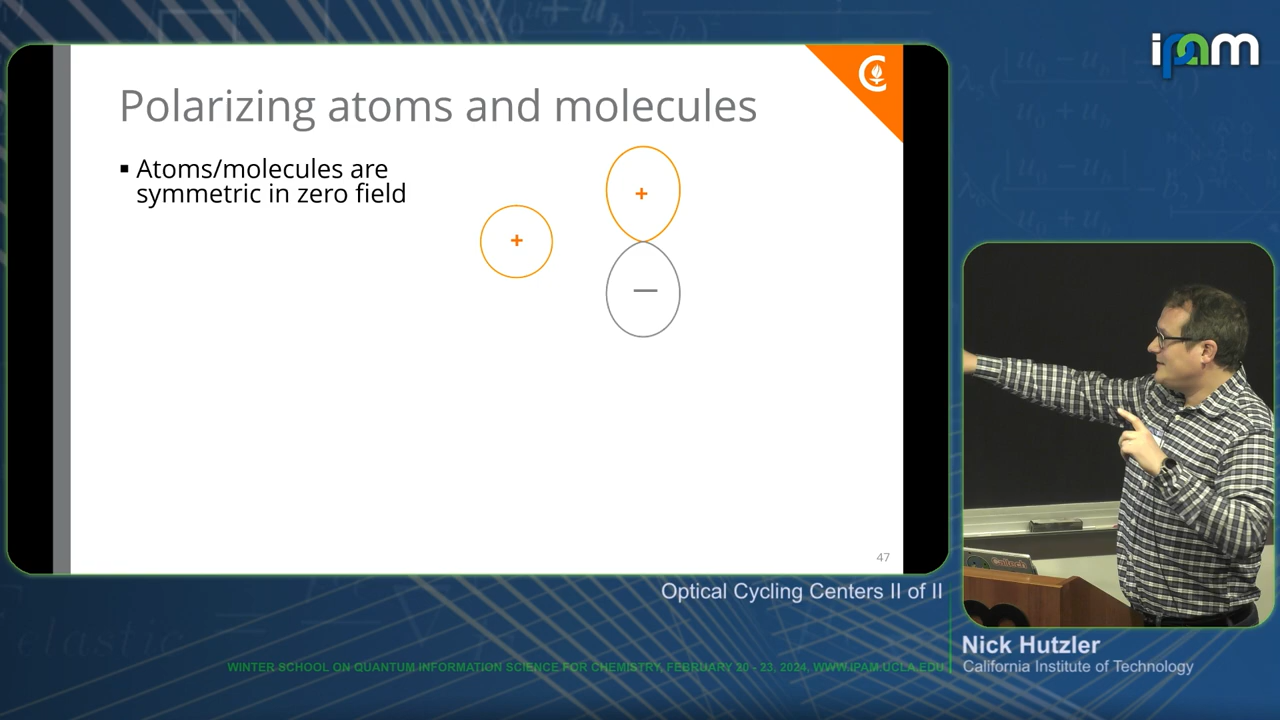 ipam
Polarizing atoms and molecules
▪ Atoms/molecules are
symmetric in zero field
+
+
—
47
Optical Cycling Centers II of II
Nick Hutzler
California Institute of Technology
WINTER SCHOOL ON QUANTUM INFORMATION SCIENCE FOR CHEMISTRY, FEBRUARY 20 - 23, 2024, WWW.IPAM.UCLA.EDU
elastic
Caltech